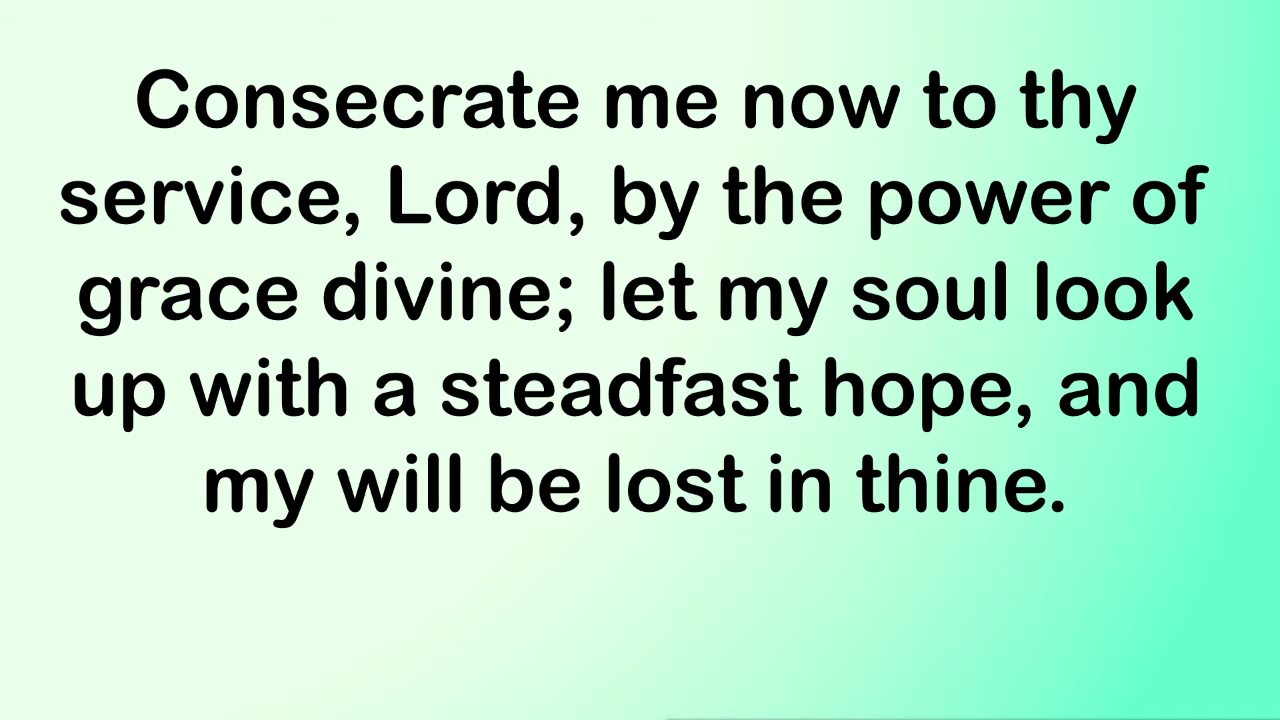 Consecrate me now to thy
service, Lord, by the power of
grace divine; let my soul look
up with a steadfast hope, and
my will be lost in thine.